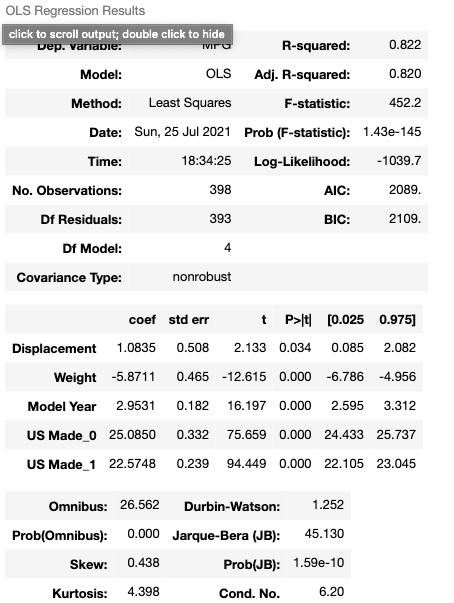 OLS Regression Results
click to scroll output; double click to hide
Dep. Variable: MPG R-squared: 0.822
Model: OLS Adj. R-squared: 0.820
Method: Least Squares F-statistic: 452.2
Date: Sun, 25 Jul 2021 Prob (F-statistic): 1.43e-145
Time: 18:34:25 Log-Likelihood: -1039.7
No. Observations: 398 AIC: 2089.
Df Residuals: 393 BIC: 2109.
Df Model: 4
Covariance Type: nonrobust
coef std err t P>|t| [0.025 0.975]
Displacement 1.0835 0.508 2.133 0.034 0.085 2.082
Weight -5.8711 0.465 -12.615 0.000 -6.786 -4.956
Model Year 2.9531 0.182 16.197 0.000 2.595 3.312
US Made_0 25.0850 0.332 75.659 0.000 24.433 25.737
US Made_1 22.5748 0.239 94.449 0.000 22.105 23.045
Omnibus: 26.562 Durbin-Watson: 1.252
Prob(Omnibus): 0.000 Jarque-Bera (JB): 45.130
Skew: 0.438 Prob(JB): 1.59e-10
Kurtosis: 4.398 Cond. No. 6.20